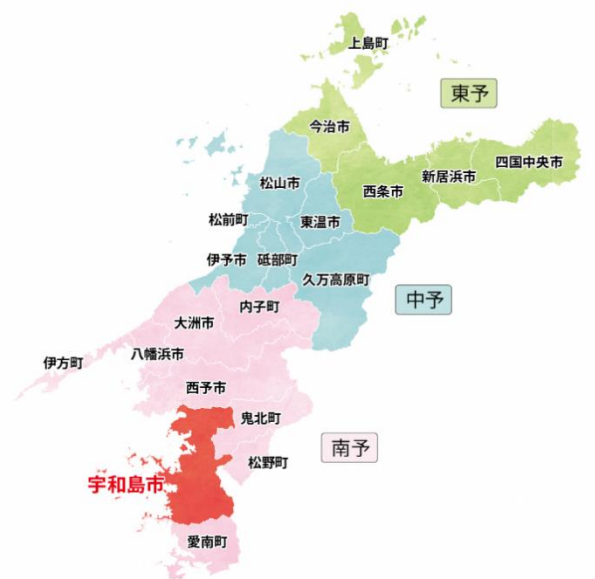 上島町
東予
今治市
四国中央市
新居浜市
西条市
松山市
松前町
東温市
伊予市
砥部町
久万高原町
中予
内子町
大洲市
八幡浜市
伊方町
西予市
鬼北町
南予
松野町
宇和島市
愛南町